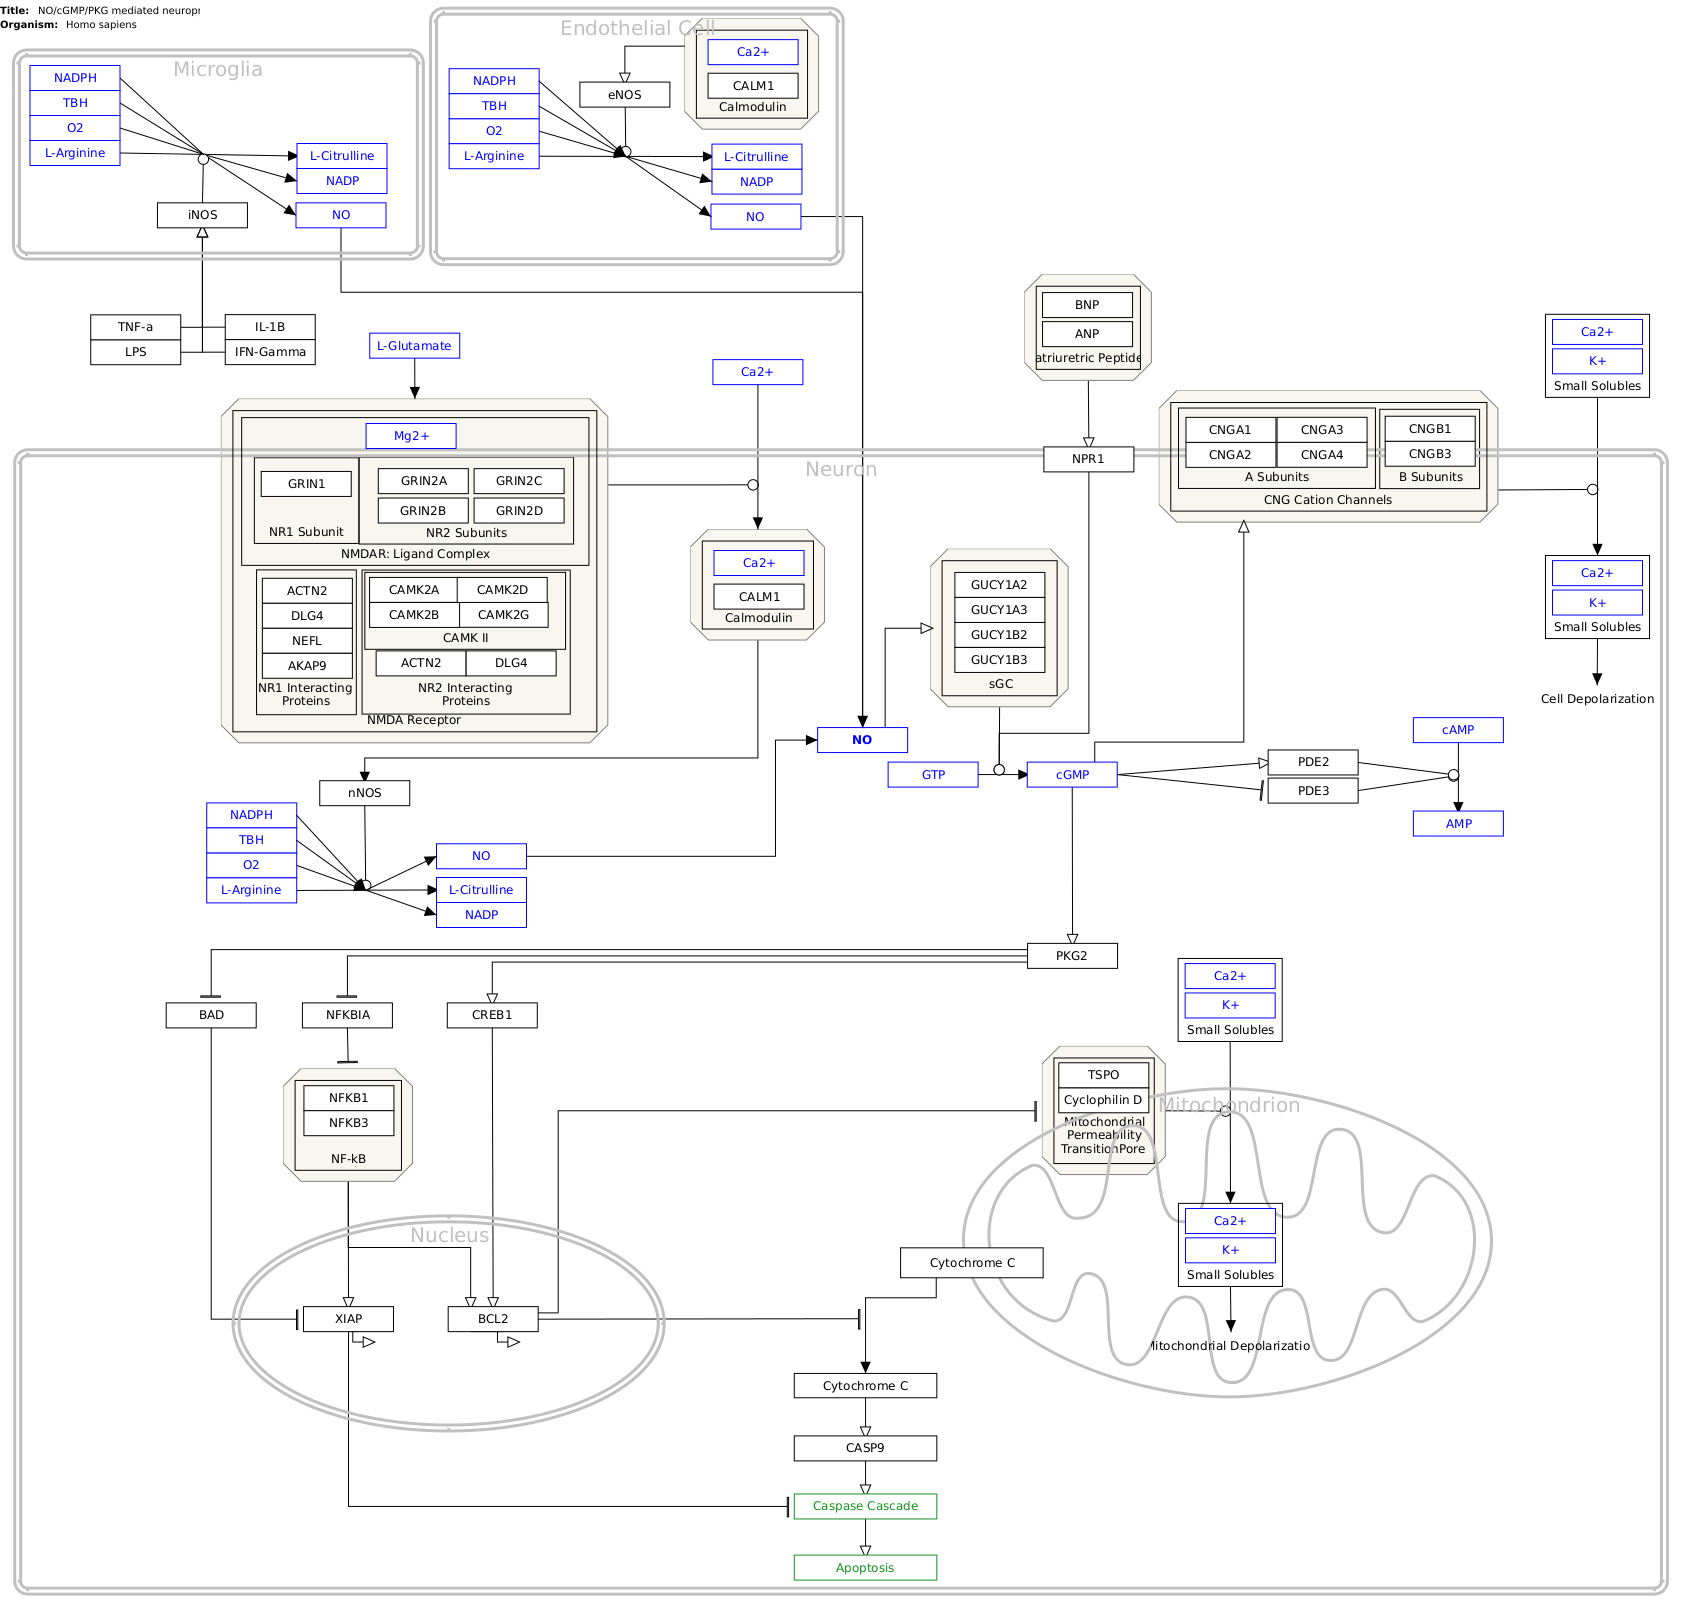 Title: NO/cGMP/PKG mediated neuropr
Organism: Homo sapiens
Microglia
NADPH
TBH
O2
L-Arginine
L-Citrulline
NADP
NO
iNOS
TNF-a
LPS
IL-1B
IFN-Gamma
Endothelial Cell
NADPH
TBH
O2
L-Arginine
eNOS
Ca2+
CALM1
Calmodulin
L-Citrulline
NADP
NO
L-Glutamate
Ca2+
BNP
ANP
atriuretic Peptide
NPR1
Ca2+
K+
Small Solubles
Neuron
Mg2+
GRIN1
NR1 Subunit
GRIN2A
GRIN2C
GRIN2B
GRIN2D
NR2 Subunits
NMDAR: Ligand Complex
ACTN2
DLG4
NEFL
AKAP9
NR1 Interacting
Proteins
CAMK2A
CAMK2D
CAMK2B
CAMK2G
CAMK II
ACTN2
DLG4
NR2 Interacting
Proteins
NMDA Receptor
Ca2+
CALM1
Calmodulin
GUCY1A2
GUCY1A3
GUCY1B2
GUCY1B3
sGC
CNGA1
CNGA3
CNGA2
CNGA4
A Subunits
CNGB1
CNGB3
B Subunits
CNG Cation Channels
Ca2+
K+
Small Solubles
Cell Depolarization
NO
GTP
cGMP
PDE2
PDE3
cAMP
AMP
nNOS
NADPH
TBH
O2
L-Arginine
NO
L-Citrulline
NADP
PKG2
BAD
NFKBIA
CREB1
NFKB1
NFKB3
NF-kB
Ca2+
K+
Small Solubles
TSPO
Cyclophilin D
Mitochondrial
Permeability
TransitionPore
Mitochondrion
Ca2+
K+
Small Solubles
Mitochondrial Depolarizatio
Nucleus
XIAP
BCL2
Cytochrome C
Cytochrome C
CASP9
Caspase Cascade
Apoptosis